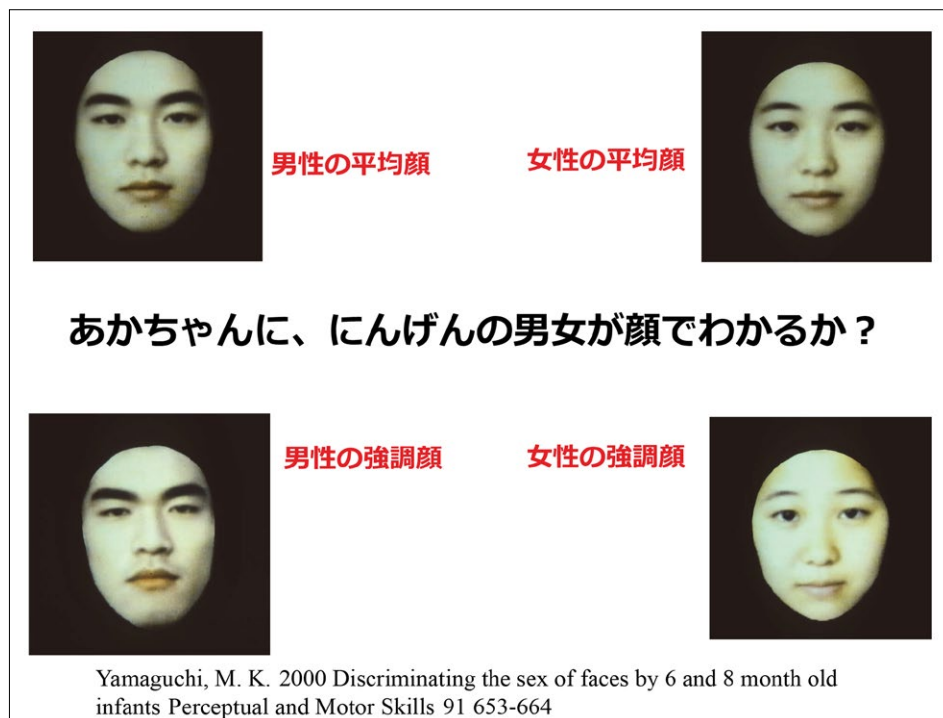 男性の平均顔
女性の平均顔
あかちゃんに、にんげんの男女が顔でわかるか？
男性の強調顔
女性の強調顔
Yamaguchi, M. K. 2000 Discriminating the sex of faces by 6 and 8 month old
infants Perceptual and Motor Skills 91 653-664